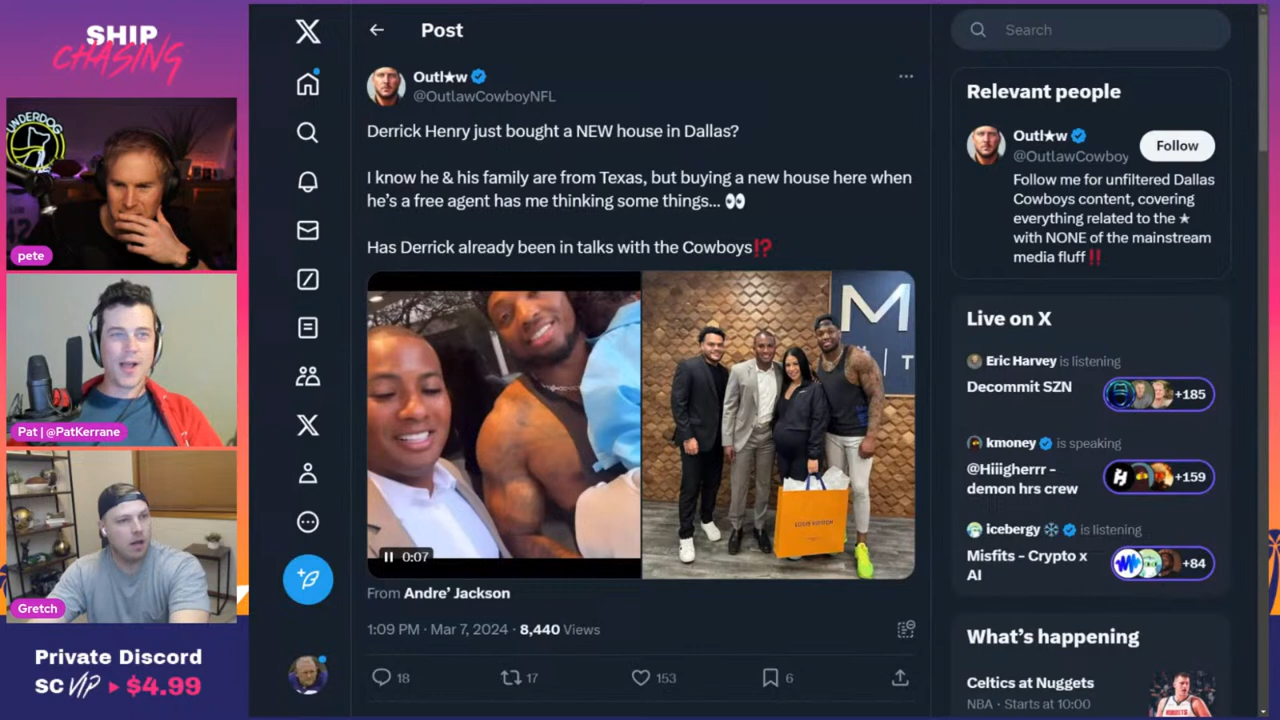 SHIP
CHASING
UNDERDOG
pete
Pat | @PatKerrane
Gretch
Private Discord
SC VIP ▸ $4.99
Post
Outl★w
@OutlawCowboyNFL
Derrick Henry just bought a NEW house in Dallas?
I know he & his family are from Texas, but buying a new house here when
he's a free agent has me thinking some things... 👀
Has Derrick already been in talks with the Cowboys⁉️
0:07
M
T
LOUIS VUITTON
From Andre' Jackson
1:09 PM · Mar 7, 2024 · 8,440 Views
18
17
153
6
Search
Relevant people
Outl★w
@OutlawCowboy
Follow
Follow me for unfiltered Dallas
Cowboys content, covering
everything related to the ★
with NONE of the mainstream
media fluff‼️
Live on X
Eric Harvey is listening
Decommit SZN
+185
kmoney is speaking
@Hiiigherrr -
demon hrs crew
+159
icebergy ❄️ is listening
Misfits - Crypto x
AI
+84
What's happening
Celtics at Nuggets
NBA · Starts at 10:00